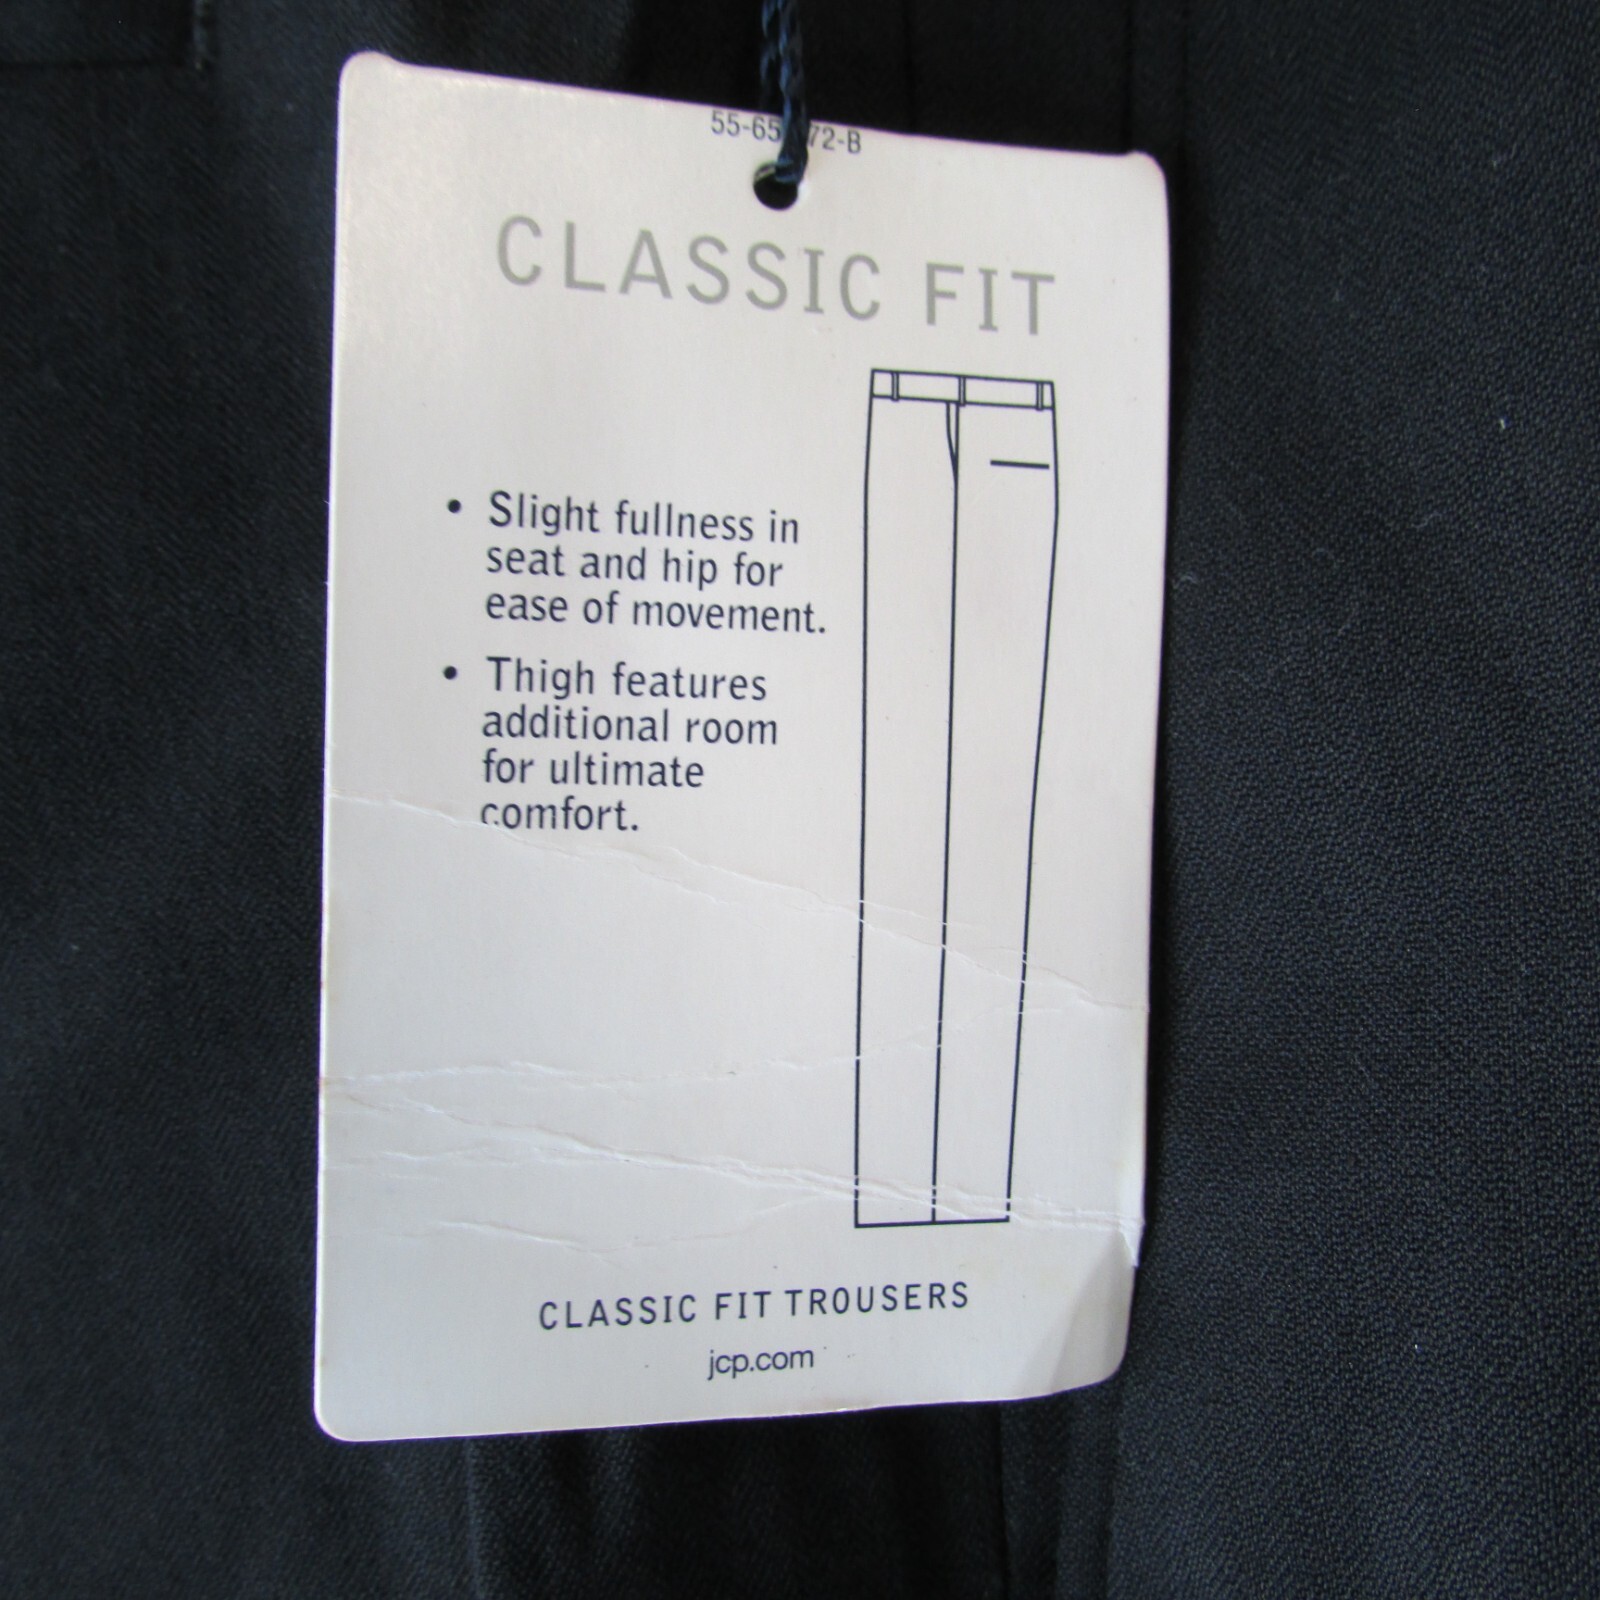 CLASSIC FIT
• Slight fullness in
seat and hip for
ease of movement.
• Thigh features
additional room
for ultimate
comfort.
CLASSIC FIT TROUSERS
jcp.com